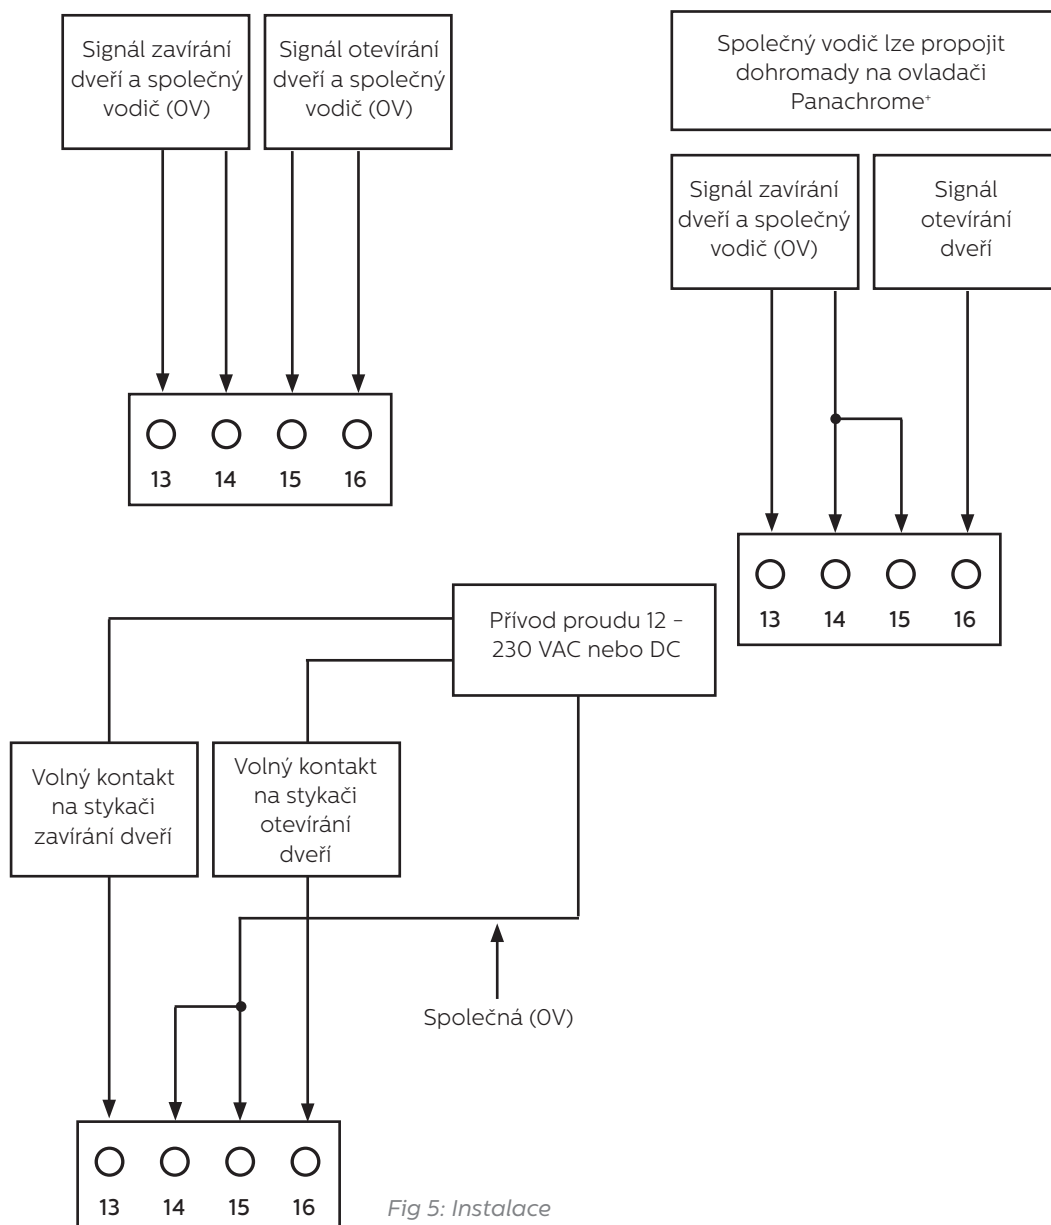 Signál zavírání
dveří a společný
vodič (0V)
Signál otevírání
dveří a společný
vodič (0V)
13 14 15 16
Společný vodič lze propojit
dohromady na ovladači
Panachrome⁺
Signál zavírání
dveří a společný
vodič (0V)
Signál
otevírání
dveří
13 14 15 16
Přívod proudu 12 –
230 VAC nebo DC
Volný kontakt
na stykači
zavírání dveří
Volný kontakt
na stykači
otevírání
dveří
Společná (0V)
13 14 15 16
Fig 5: Instalace